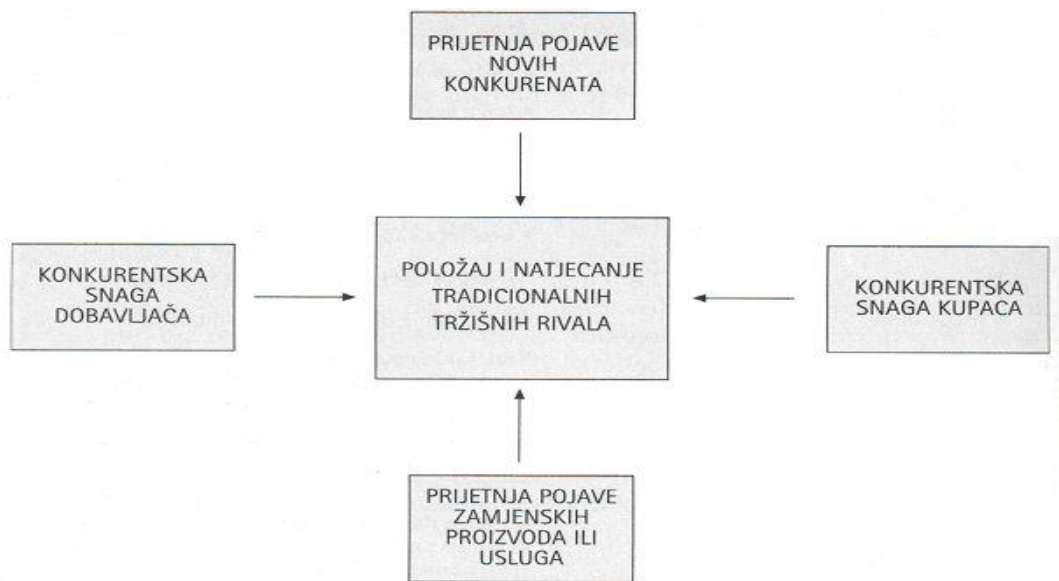 PRIJETNJA POJAVE
NOVIH
KONKURENATA
KONKURENTSKA
SNAGA
DOBAVLJAČA
POLOŽAJ I NATJECANJE
TRADICIONALNIH
TRŽIŠNIH RIVALA
KONKURENTSKA
SNAGA KUPACA
PRIJETNJA POJAVE
ZAMJENSKIH
PROIZVODA ILI
USLUGA